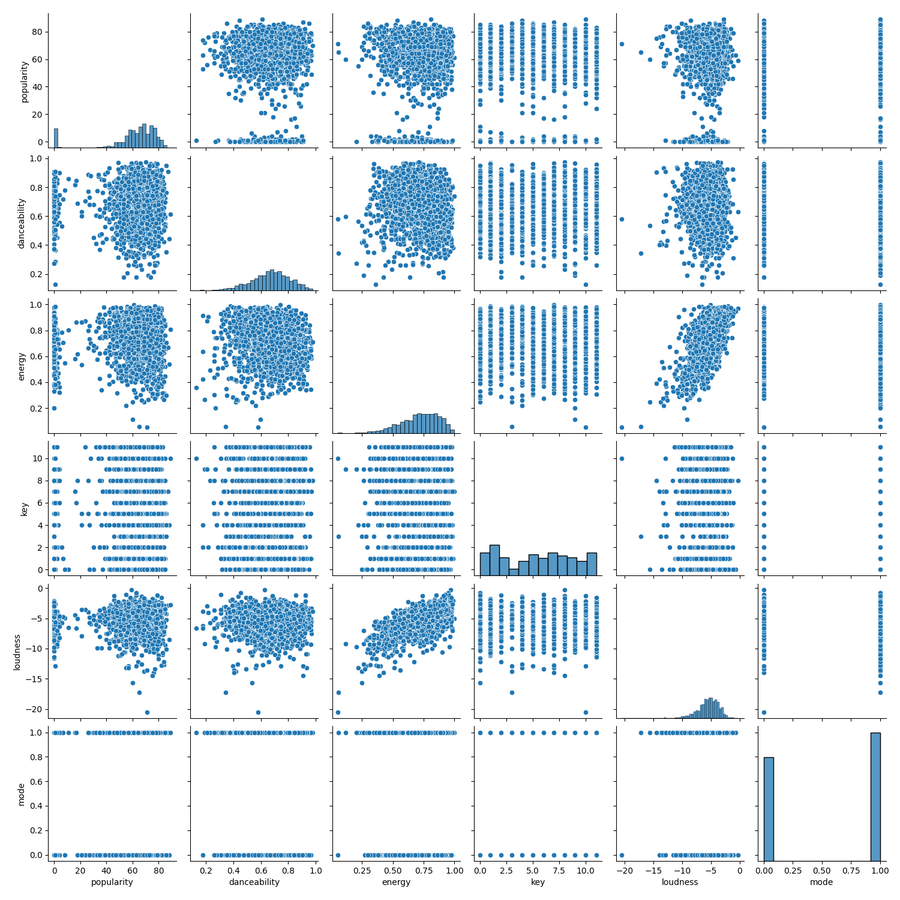 popularity
80
60
40
20
0
danceability
1.0
0.8
0.6
0.4
0.2
energy
1.0
0.8
0.6
0.4
0.2
key
10
8
6
4
2
0
loudness
0
−5
−10
−15
−20
mode
1.0
0.8
0.6
0.4
0.2
0.0
0 20 40 60 80
0.2 0.4 0.6 0.8 1.0
0.25 0.50 0.75 1.00
0.0 2.5 5.0 7.5 10.0
−20 −15 −10 −5 0
0.00 0.25 0.50 0.75 1.00
popularity danceability energy key loudness mode